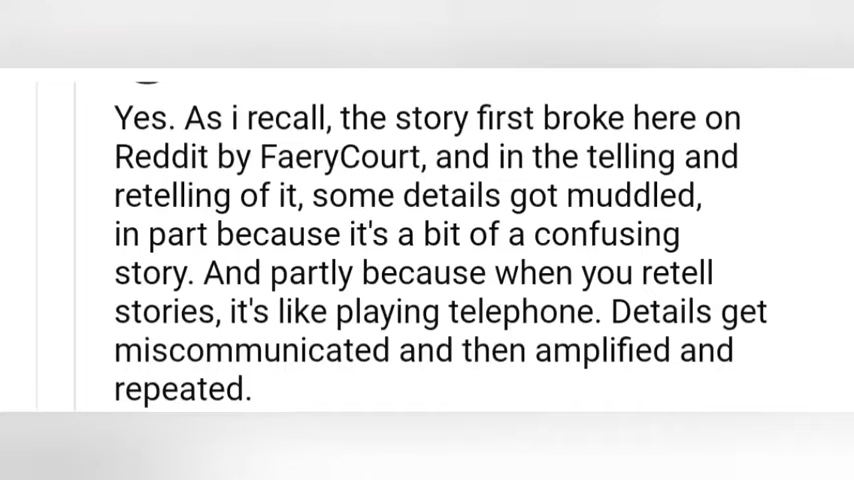 Yes. As i recall, the story first broke here on
Reddit by FaeryCourt, and in the telling and
retelling of it, some details got muddled,
in part because it's a bit of a confusing
story. And partly because when you retell
stories, it's like playing telephone. Details get
miscommunicated and then amplified and
repeated.